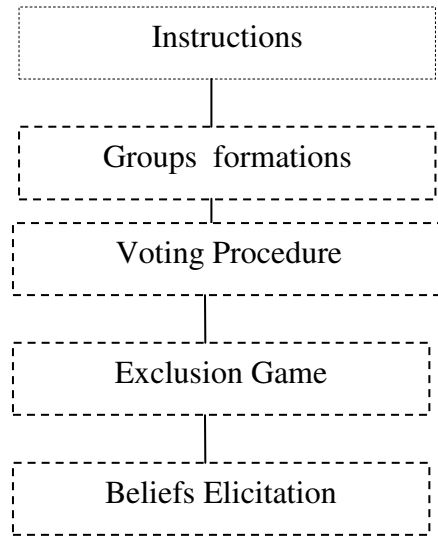 Instructions
Groups formations
Voting Procedure
Exclusion Game
Beliefs Elicitation